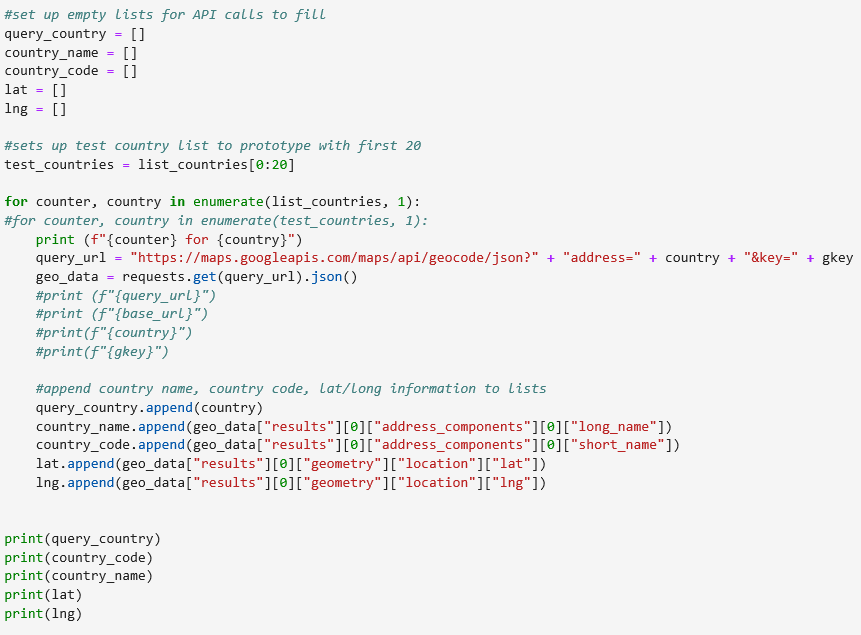 #set up empty lists for API calls to fill
query_country = []
country_name = []
country_code = []
lat = []
lng = []
#sets up test country list to prototype with first 20
test_countries = list_countries[0:20]
for counter, country in enumerate(list_countries, 1):
#for counter, country in enumerate(test_countries, 1):
    print (f"{counter} for {country}")
    query_url = "https://maps.googleapis.com/maps/api/geocode/json?" + "address=" + country + "&key=" + gkey
    geo_data = requests.get(query_url).json()
    #print (f"{query_url}")
    #print (f"{base_url}")
    #print(f"{country}")
    #print(f"{gkey}")
    #append country name, country code, lat/long information to lists
    query_country.append(country)
    country_name.append(geo_data["results"][0]["address_components"][0]["long_name"])
    country_code.append(geo_data["results"][0]["address_components"][0]["short_name"])
    lat.append(geo_data["results"][0]["geometry"]["location"]["lat"])
    lng.append(geo_data["results"][0]["geometry"]["location"]["lng"])
print(query_country)
print(country_code)
print(country_name)
print(lat)
print(lng)